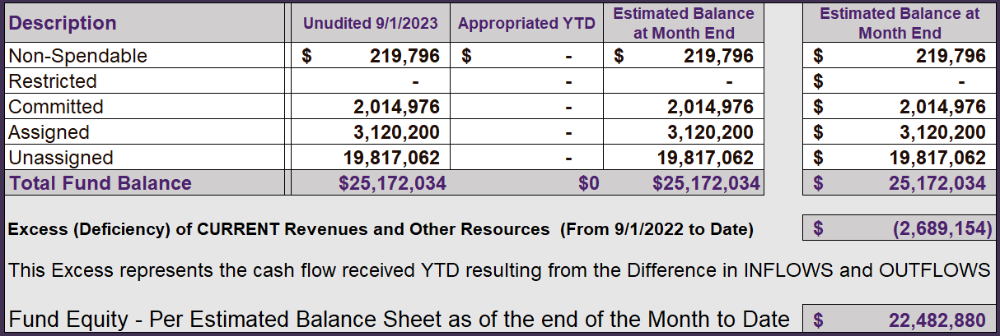 Description Unudited 9/1/2023 Appropriated YTD Estimated Balance at Month End Estimated Balance at Month End
Non-Spendable $ 219,796 $ - $ 219,796 $ 219,796
Restricted - - - $ -
Committed 2,014,976 - 2,014,976 $ 2,014,976
Assigned 3,120,200 - 3,120,200 $ 3,120,200
Unassigned 19,817,062 - 19,817,062 $ 19,817,062
Total Fund Balance $25,172,034 $0 $25,172,034 $ 25,172,034
Excess (Deficiency) of CURRENT Revenues and Other Resources (From 9/1/2022 to Date) $ (2,689,154)
This Excess represents the cash flow received YTD resulting from the Difference in INFLOWS and OUTFLOWS
Fund Equity - Per Estimated Balance Sheet as of the end of the Month to Date $ 22,482,880